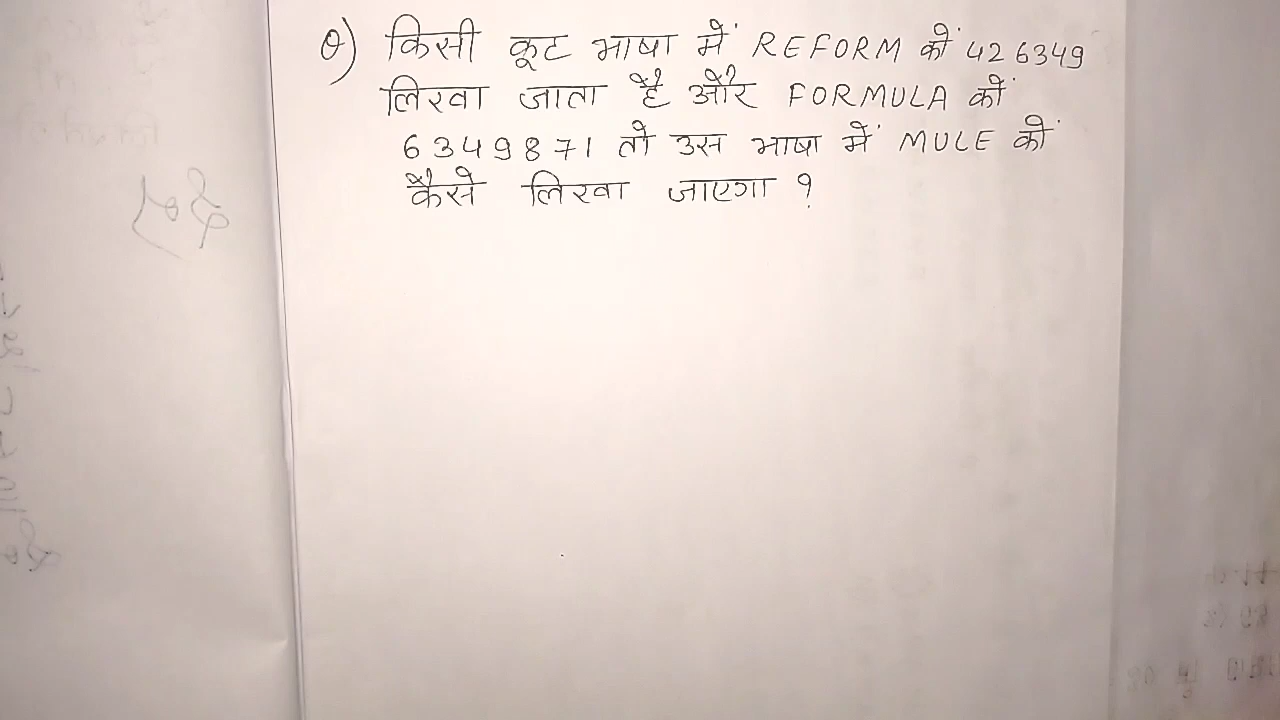 Q) किसी कूट भाषा में REFORM को 426349
लिखा जाता है और FORMULA को
6349871 तो उस भाषा में MULE को
कैसे लिखा जाएगा ?